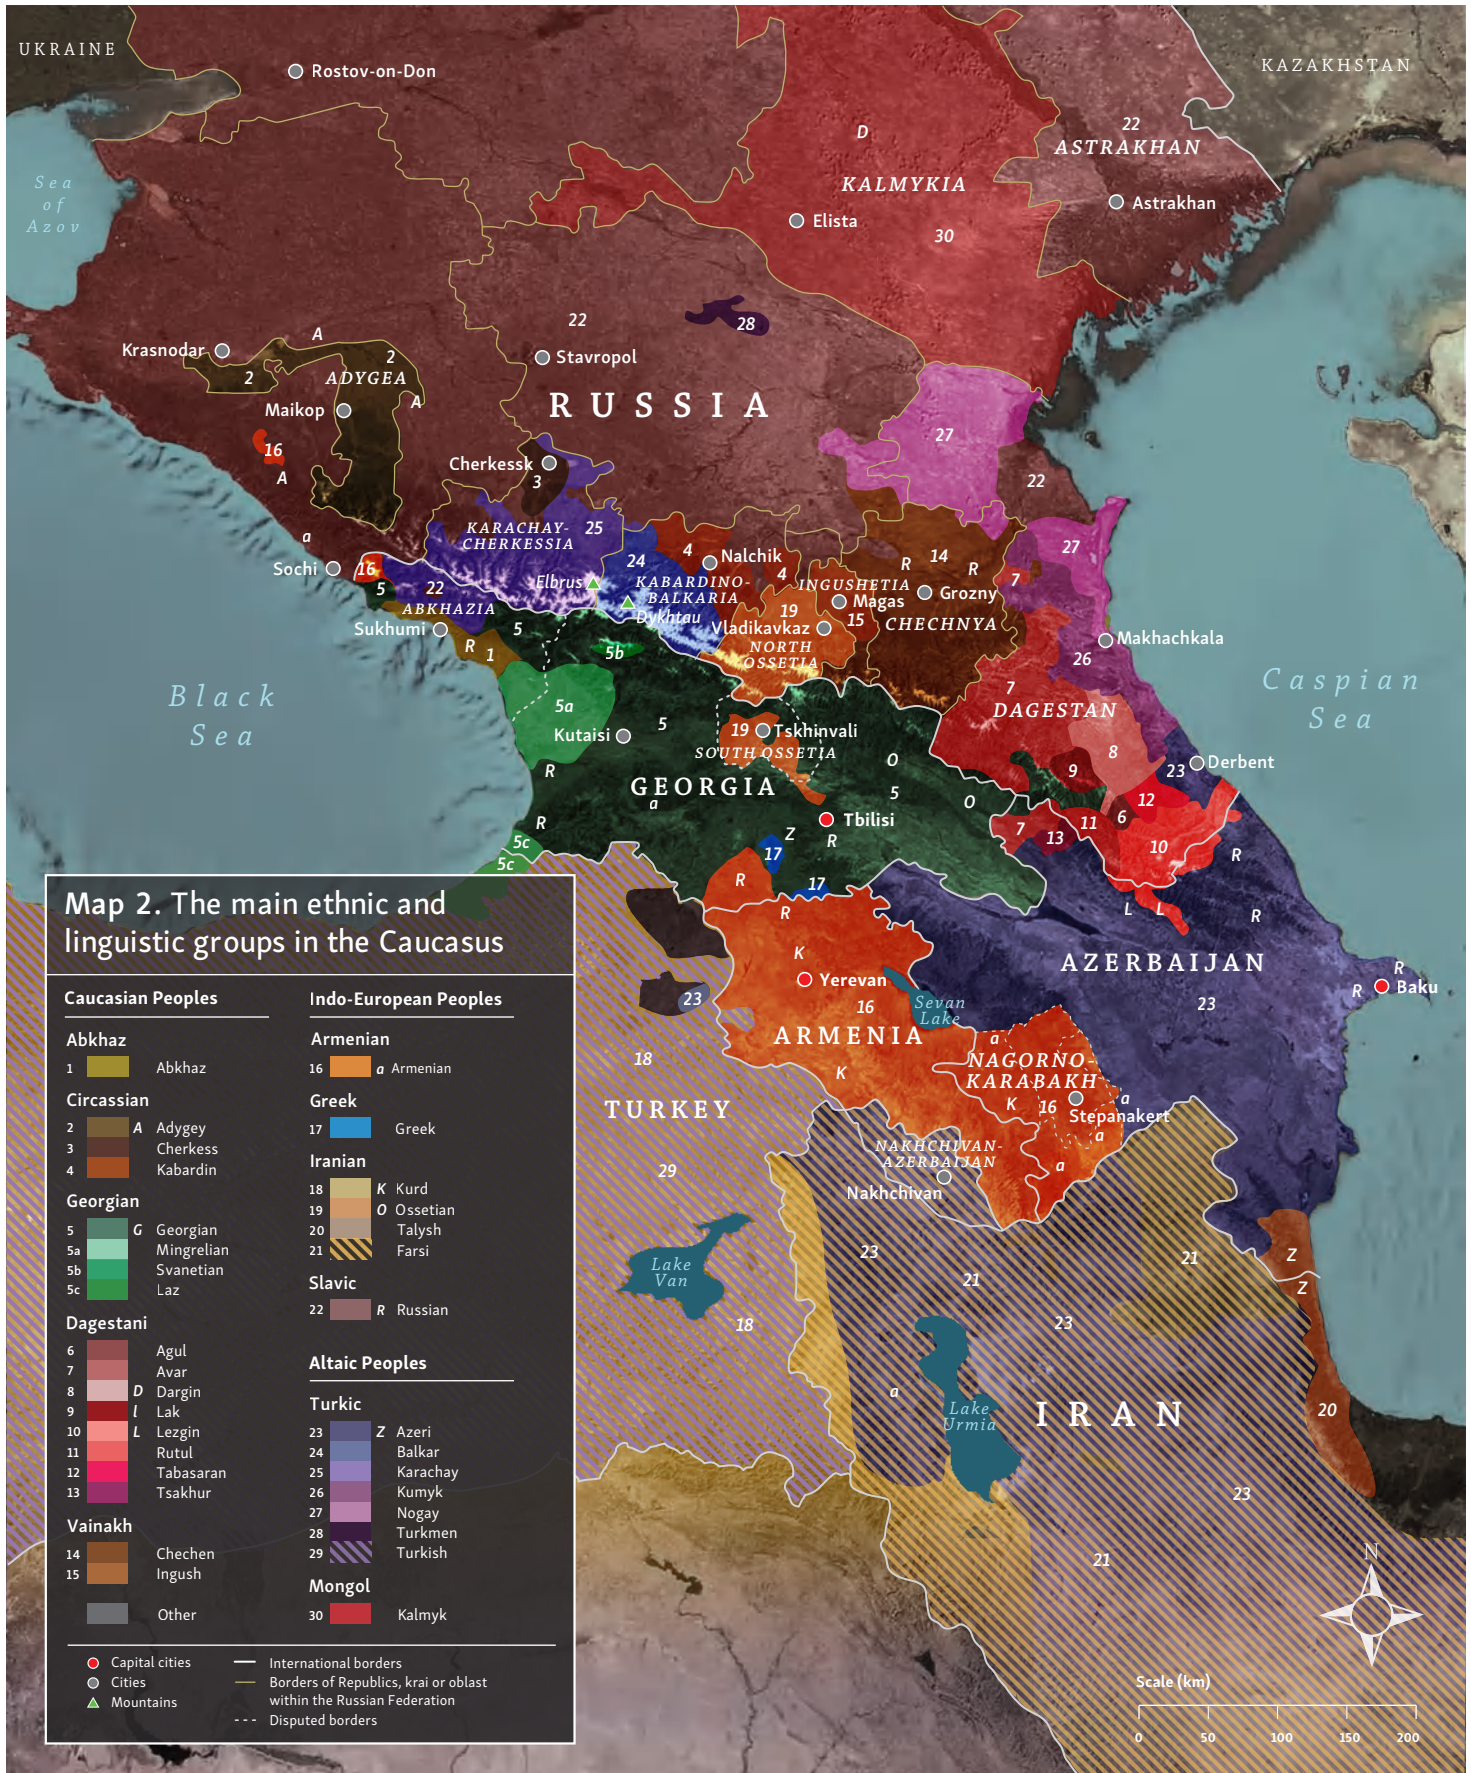 UKRAINE
KAZAKHSTAN
Rostov-on-Don
22
D
ASTRAKHAN
KALMYKIA
Sea
of
Azov
Astrakhan
Elista
30
22
28
A
Krasnodar
2
Stavropol
2
ADYGEA
A
RUSSIA
Maikop
27
16
A
Cherkessk
3
22
KARACHAY-
CHERKESSIA
25
a
27
4
Nalchik
24
R
14
R
Sochi
16
4
7
5
22
Elbrus
KABARDINO-
BALKARIA
INGUSHETIA
Grozny
ABKHAZIA
Magas
19
Dykhtau
15
CHECHNYA
Sukhumi
5
Vladikavkaz
Makhachkala
R
1
5b
NORTH
OSSETIA
26
Black
Sea
Caspian
Sea
7
DAGESTAN
5a
5
Kutaisi
19
Tskhinvali
SOUTH OSSETIA
8
O
Derbent
R
9
23
GEORGIA
5
a
O
12
6
Tbilisi
R
Z
R
7
13
11
10
5c
17
R
5c
R
17
L
L
R
R
K
AZERBAIJAN
Yerevan
R
R
Baku
23
16
Sevan
Lake
23
ARMENIA
a
18
NAGORNO-
KARABAKH
K
K
16
a
TURKEY
Stepanakert
a
NAKHCHIVAN-
AZERBAIJAN
29
a
Nakhchivan
23
21
Z
Lake
Van
21
Z
18
23
a
20
Lake
Urmia
IRAN
23
21
N
Scale (km)
0 50 100 150 200
Map 2. The main ethnic and
linguistic groups in the Caucasus
Caucasian Peoples
Abkhaz
1 Abkhaz
Circassian
2 A Adygey
3 Cherkess
4 Kabardin
Georgian
5 G Georgian
5a Mingrelian
5b Svanetian
5c Laz
Dagestani
6 Agul
7 Avar
8 D Dargin
9 l Lak
10 L Lezgin
11 Rutul
12 Tabasaran
13 Tsakhur
Vainakh
14 Chechen
15 Ingush
Other
Indo-European Peoples
Armenian
16 a Armenian
Greek
17 Greek
Iranian
18 K Kurd
19 O Ossetian
20 Talysh
21 Farsi
Slavic
22 R Russian
Altaic Peoples
Turkic
23 Z Azeri
24 Balkar
25 Karachay
26 Kumyk
27 Nogay
28 Turkmen
29 Turkish
Mongol
30 Kalmyk
Capital cities
Cities
Mountains
International borders
Borders of Republics, krai or oblast
within the Russian Federation
Disputed borders